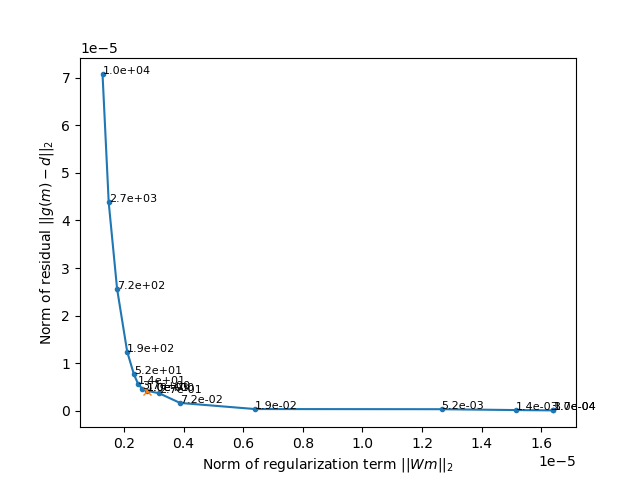 1e−5
7
6
5
4
3
2
1
0
Norm of residual ||g(m) − d||₂
1.0e+04
2.7e+03
7.2e+02
1.9e+02
5.2e+01
1.4e+01
7.2e-02
1.9e-02
5.2e-03
1.4e-03
0.2 0.4 0.6 0.8 1.0 1.2 1.4 1.6
1e−5
Norm of regularization term ||Wm||₂